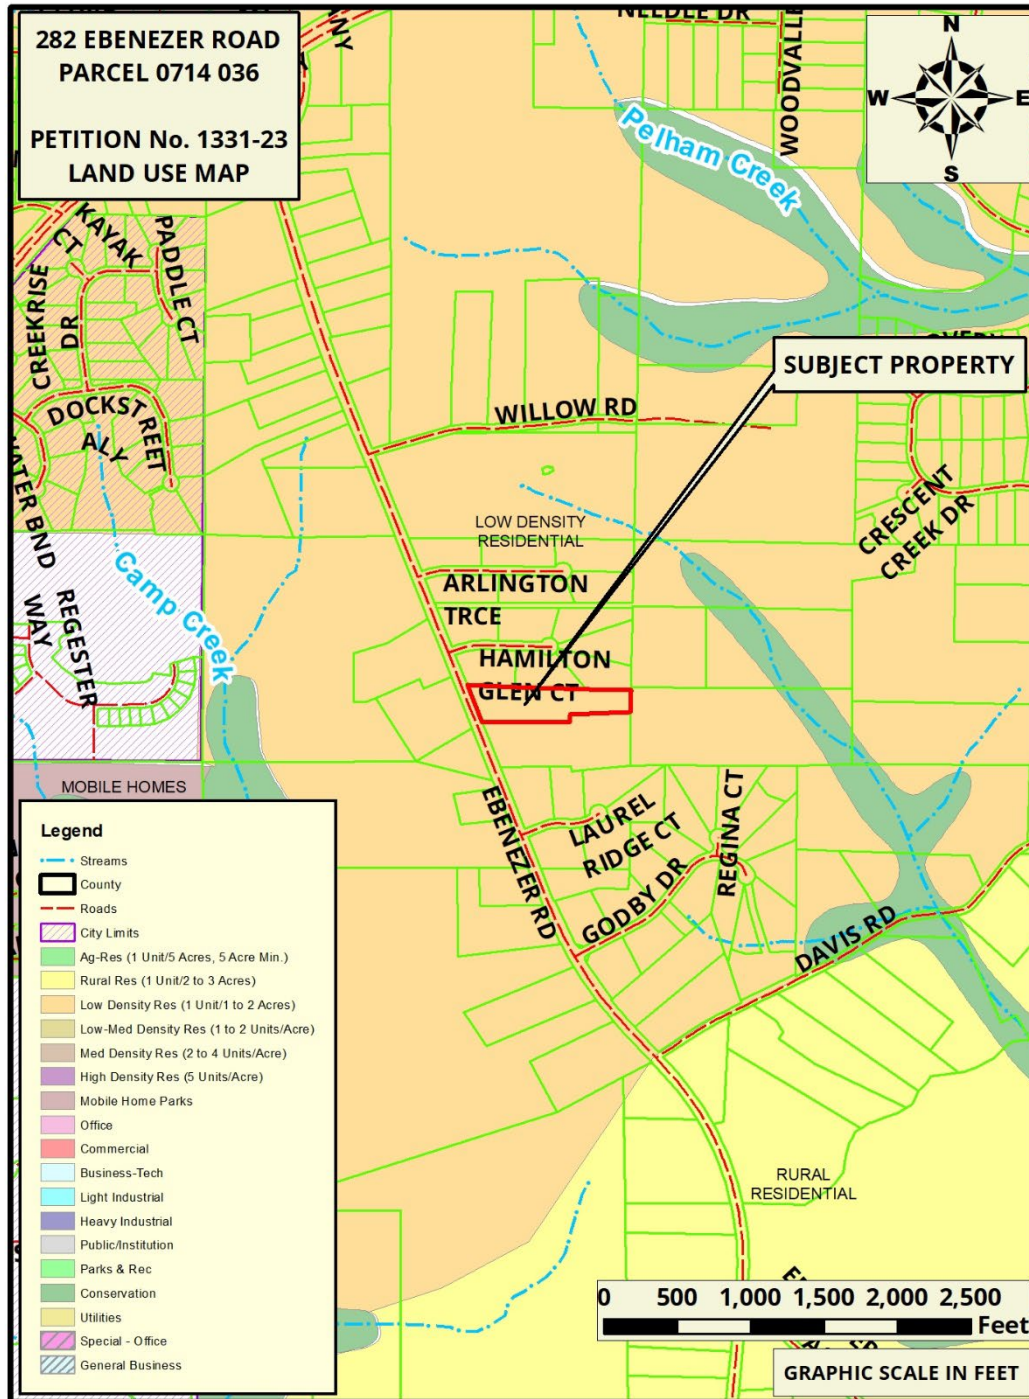 282 EBENEZER ROAD
PARCEL 0714 036
PETITION No. 1331-23
LAND USE MAP
NEEDLE DR
WOODVALLE
N
W
E
S
Pelham Creek
KAYAK
CT
PADDLE CT
CREEKRISE
DR
DOCKSTREET
ALY
WATER BND
REGESTER
WAY
Camp Creek
SUBJECT PROPERTY
WILLOW RD
CRESCENT
CREEK DR
LOW DENSITY
RESIDENTIAL
ARLINGTON
TRCE
HAMILTON
GLEN CT
MOBILE HOMES
EBENEZER RD
LAUREL
RIDGE CT
REGINA CT
GODBY DR
DAVIS RD
RURAL
RESIDENTIAL
Legend
Streams
County
Roads
City Limits
Ag-Res (1 Unit/5 Acres, 5 Acre Min.)
Rural Res (1 Unit/2 to 3 Acres)
Low Density Res (1 Unit/1 to 2 Acres)
Low-Med Density Res (1 to 2 Units/Acre)
Med Density Res (2 to 4 Units/Acre)
High Density Res (5 Units/Acre)
Mobile Home Parks
Office
Commercial
Business-Tech
Light Industrial
Heavy Industrial
Public/Institution
Parks & Rec
Conservation
Utilities
Special - Office
General Business
0 500 1,000 1,500 2,000 2,500
Feet
GRAPHIC SCALE IN FEET